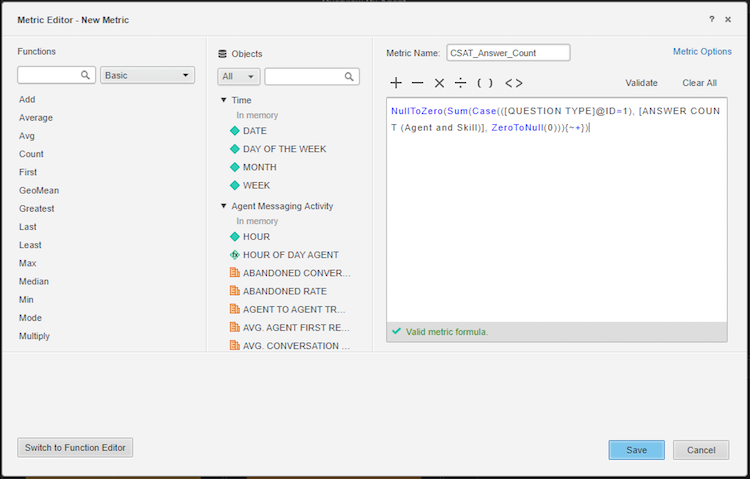 Metric Editor - New Metric
? ×
Functions
Basic
Add
Average
Avg
Count
First
GeoMean
Greatest
Last
Least
Max
Median
Min
Mode
Multiply
Objects
All
Time
In memory
DATE
DAY OF THE WEEK
MONTH
WEEK
Agent Messaging Activity
In memory
HOUR
fx HOUR OF DAY AGENT
ABANDONED CONVER...
ABANDONED RATE
AGENT TO AGENT TR...
AVG. AGENT FIRST RE...
AVG. CONVERSATION ...
Metric Name: CSAT_Answer_Count
Metric Options
+ − × ÷ ( ) < >
Validate
Clear All
NullToZero(Sum(Case(([QUESTION TYPE]@ID=1), [ANSWER COUN
T (Agent and Skill)], ZeroToNull(0))){~+})
Valid metric formula.
Switch to Function Editor
Save
Cancel